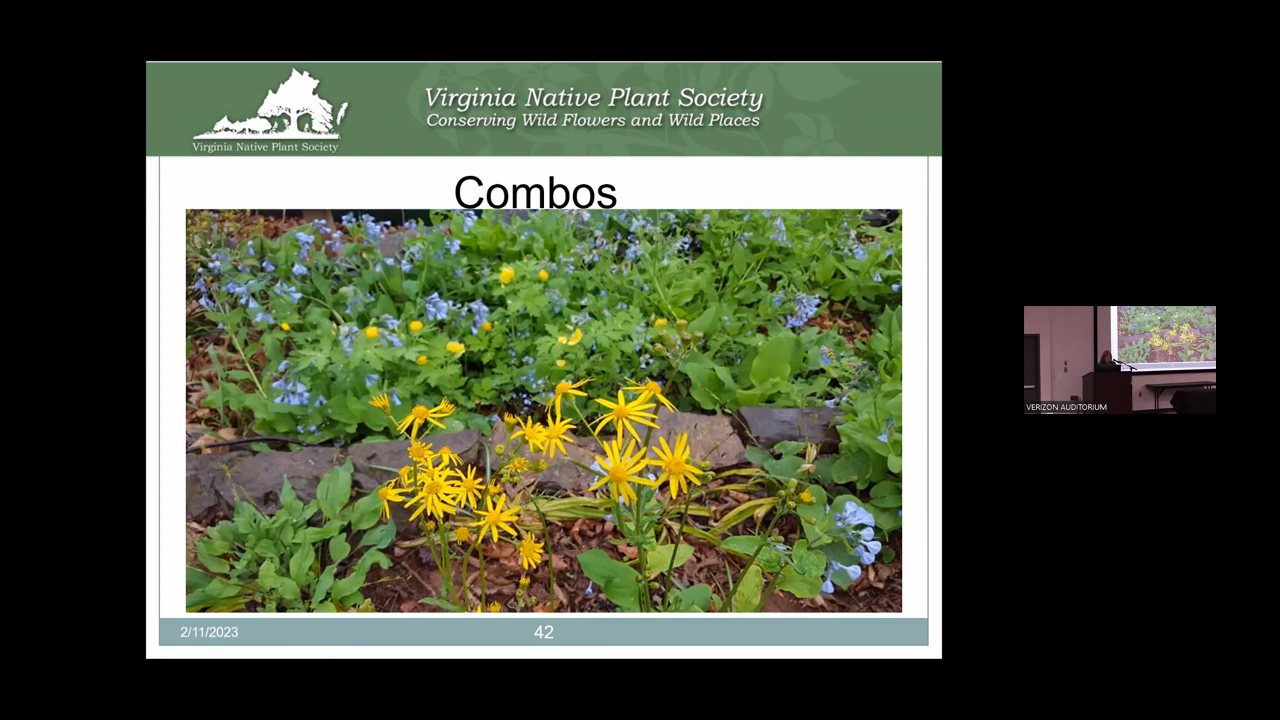 Virginia Native Plant Society
Conserving Wild Flowers and Wild Places
Virginia Native Plant Society
Combos
2/11/2023
42
VERIZON AUDITORIUM